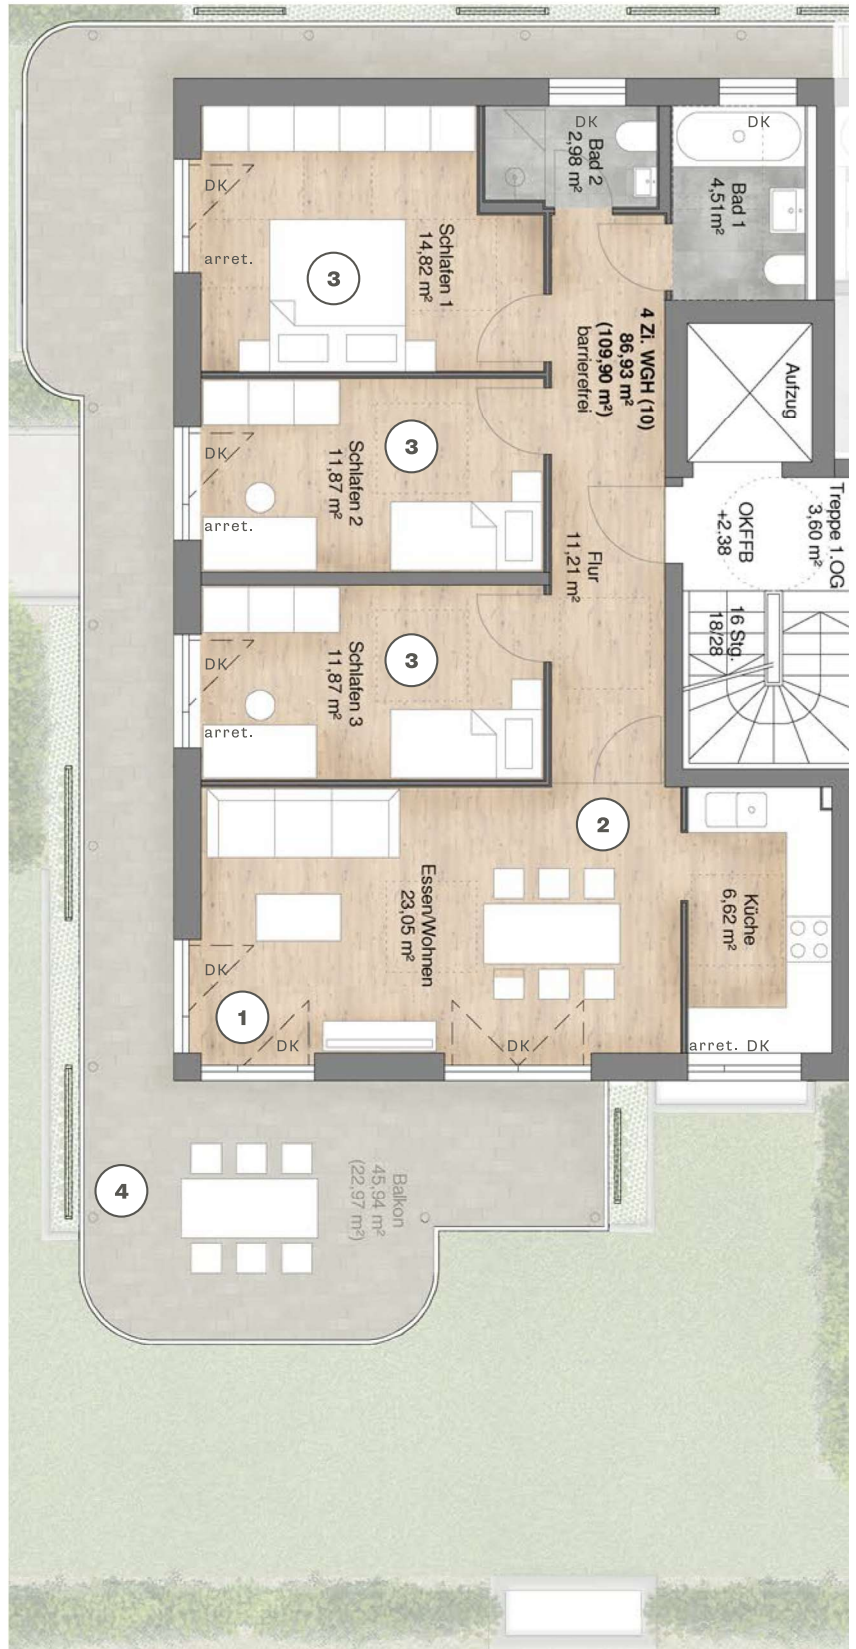 DK
Bad 2
2,98 m²
DK
Bad 1
4,51m²
DK
arret.
3
Schlafen 1
14,82 m²
4 Zi. WGH (10)
86,93 m²
(109,90 m²)
barrierefrei
Aufzug
DK
arret.
3
Schlafen 2
11,87 m²
Flur
11,21 m²
OKFFB
+2.38
Treppe 1.OG
3,60 m²
16 Stg.
18/28
DK
arret.
3
Schlafen 3
11,87 m²
2
Essen/Wohnen
23,05 m²
Küche
6,62 m²
DK
1
DK
DK
arret. DK
4
Balkon
45,94 m²
(22,97 m²)